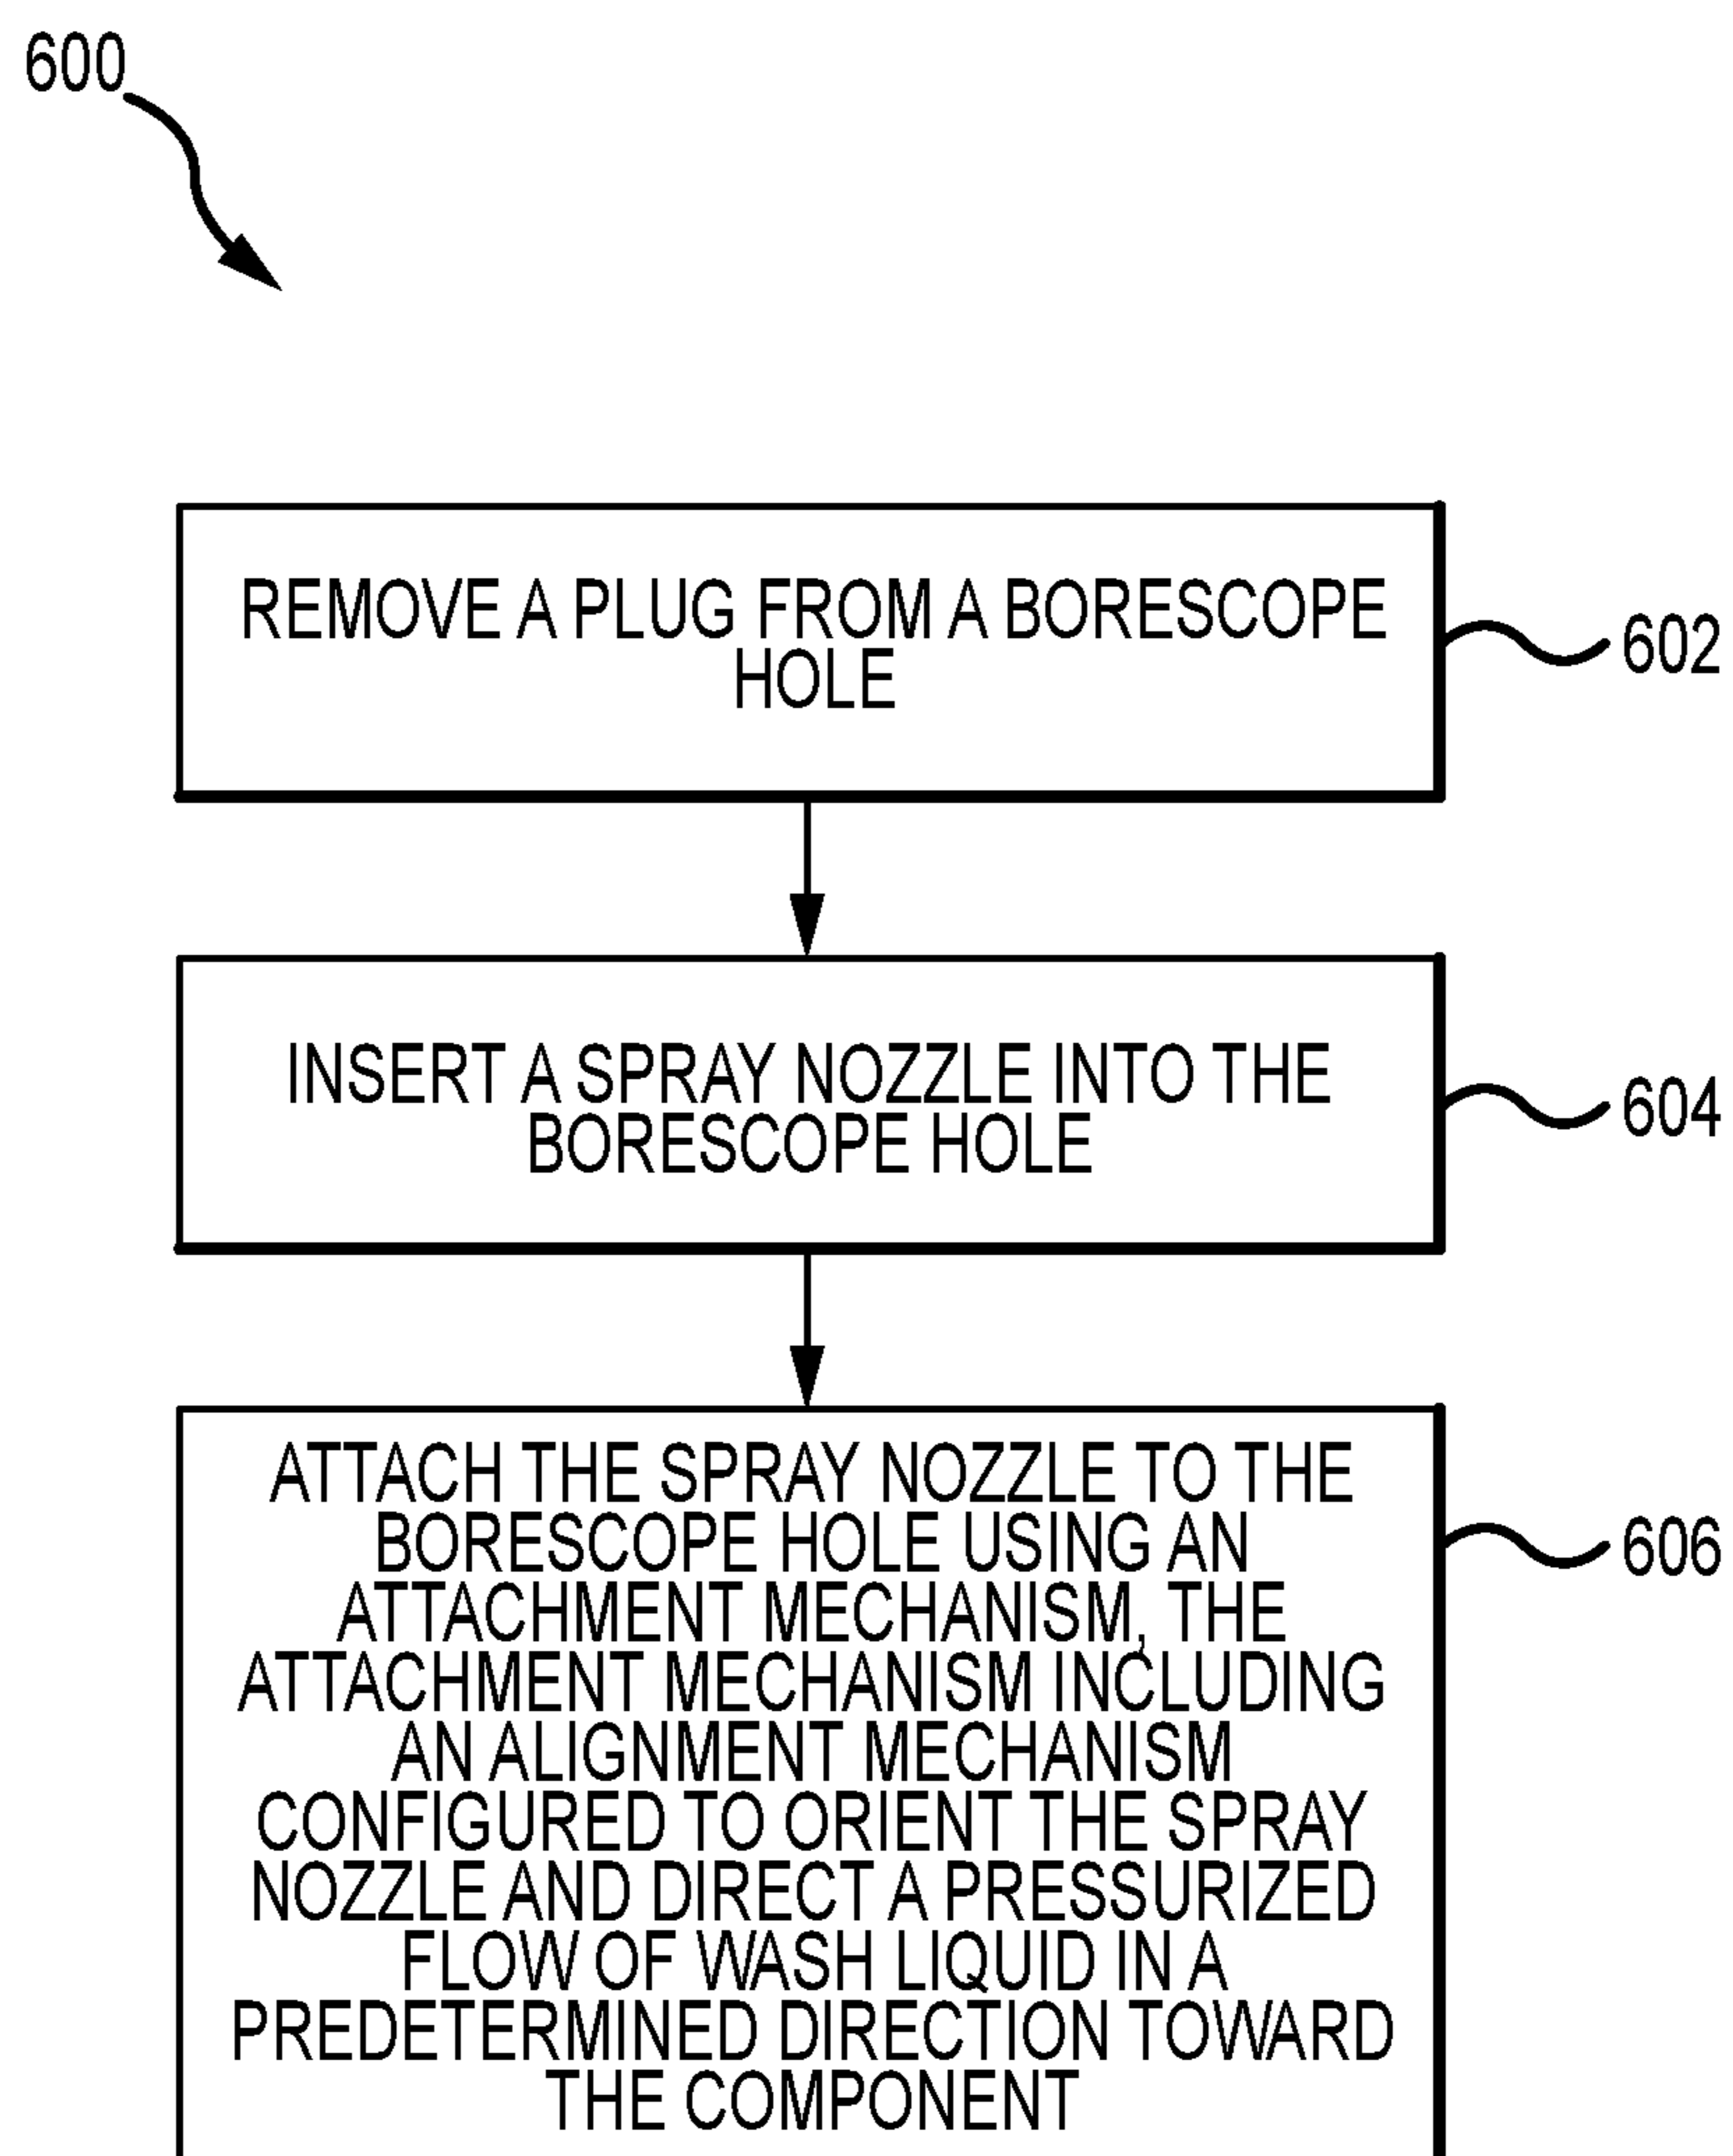 600
REMOVE A PLUG FROM A BORESCOPE
HOLE
602
INSERT A SPRAY NOZZLE INTO THE
BORESCOPE HOLE
604
ATTACH THE SPRAY NOZZLE TO THE
BORESCOPE HOLE USING AN
ATTACHMENT MECHANISM, THE
ATTACHMENT MECHANISM INCLUDING
AN ALIGNMENT MECHANISM
CONFIGURED TO ORIENT THE SPRAY
NOZZLE AND DIRECT A PRESSURIZED
FLOW OF WASH LIQUID IN A
PREDETERMINED DIRECTION TOWARD
THE COMPONENT
606